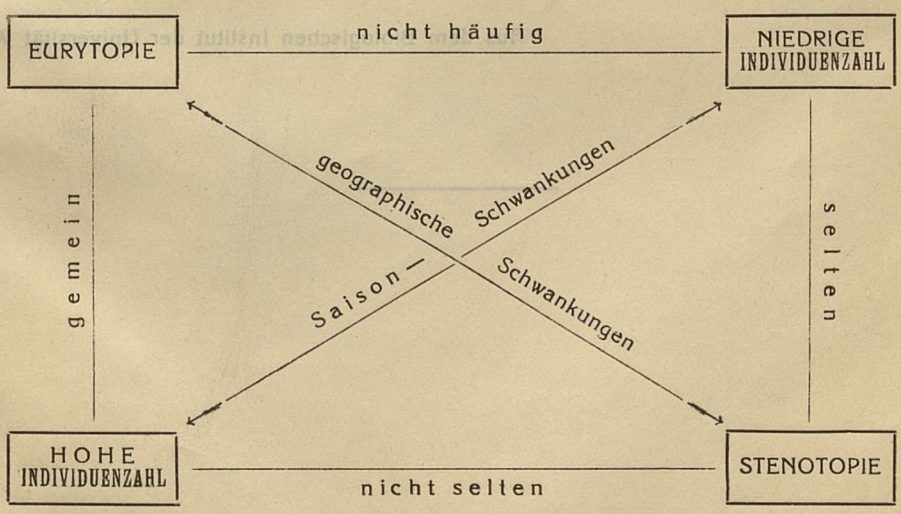 nicht häufig
EURYTOPIE
NIEDRIGE
INDIVIDUENZAHL
geographische Schwankungen
Saison – Schwankungen
gemein
selten
HOHE
INDIVIDUENZAHL
nicht selten
STENOTOPIE